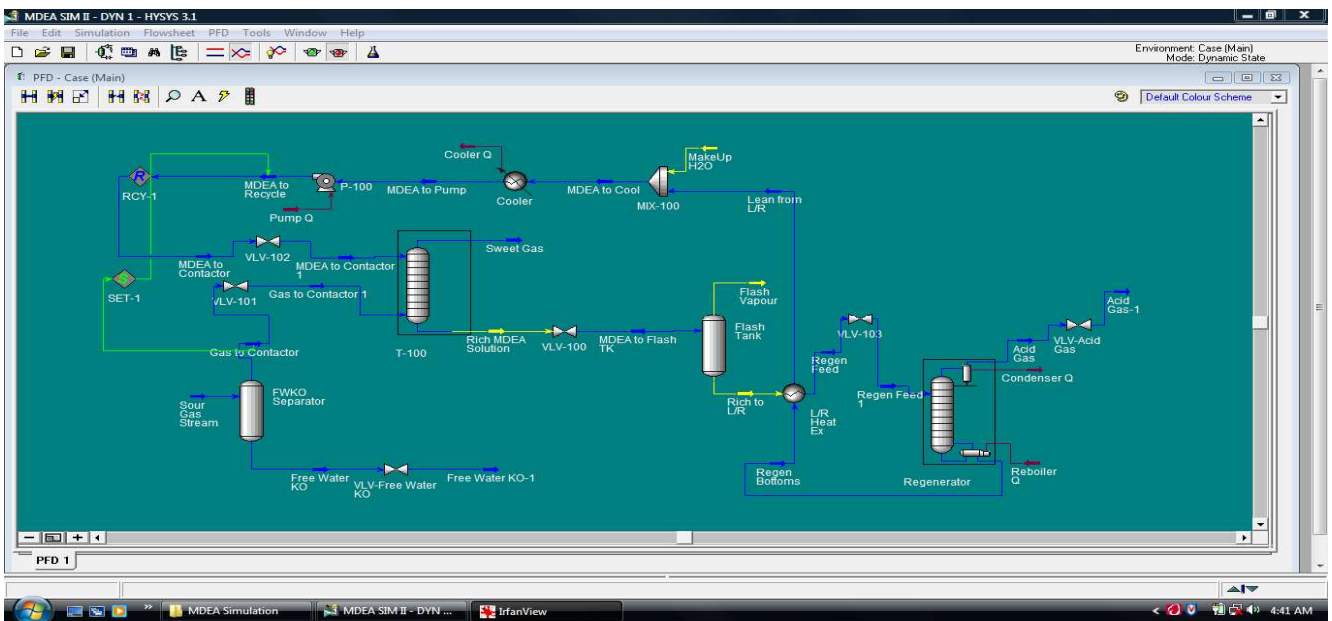 MDEA SIM II - DYN 1 - HYSYS 3.1
File Edit Simulation Flowsheet PFD Tools Window Help
Environment: Case (Main)
Mode: Dynamic State
PFD - Case (Main)
A
Default Colour Scheme
Cooler Q
MakeUp
H2O
R
RCY-1
MDEA to
Recycle
P-100
MDEA to Pump
Cooler
MDEA to Cool
MIX-100
Lean from
L/R
Pump Q
MDEA to
Contactor
VLV-102
MDEA to Contactor
1
Sweet Gas
S
SET-1
VLV-101
Gas to Contactor 1
Flash
Vapour
Acid
Gas-1
Gas to Contactor
T-100
Rich MDEA
Solution
VLV-100
MDEA to Flash
TK
Flash
Tank
VLV-103
Regen
Feed
Acid
Gas
VLV-Acid
Gas
Condenser Q
Sour
Gas
Stream
FWKO
Separator
Rich to
L/R
L/R
Heat
Ex
Regen Feed
1
Free Water
KO
VLV-Free Water
KO
Free Water KO-1
Regen
Bottoms
Regenerator
Reboiler
Q
PFD 1
MDEA Simulation
MDEA SIM II - DYN ...
IrfanView
4:41 AM